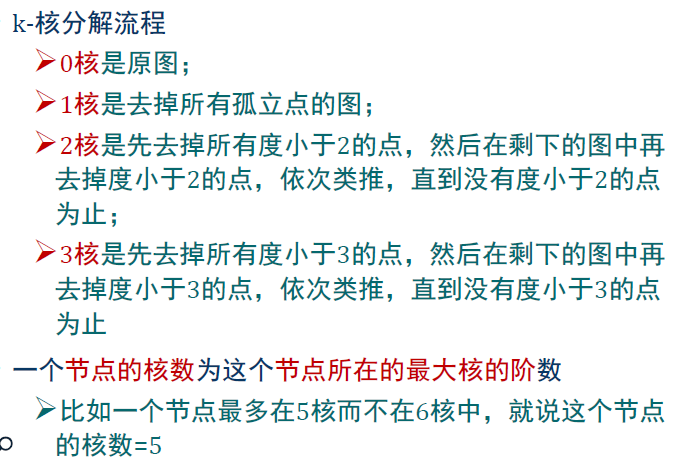 k-核分解流程
➢0核是原图；
➢1核是去掉所有孤立点的图；
➢2核是先去掉所有度小于2的点，然后在剩下的图中再
去掉度小于2的点，依次类推，直到没有度小于2的点
为止；
➢3核是先去掉所有度小于3的点，然后在剩下的图中再
去掉度小于3的点，依次类推，直到没有度小于3的点
为止
一个节点的核数为这个节点所在的最大核的阶数
➢比如一个节点最多在5核而不在6核中，就说这个节点
的核数=5